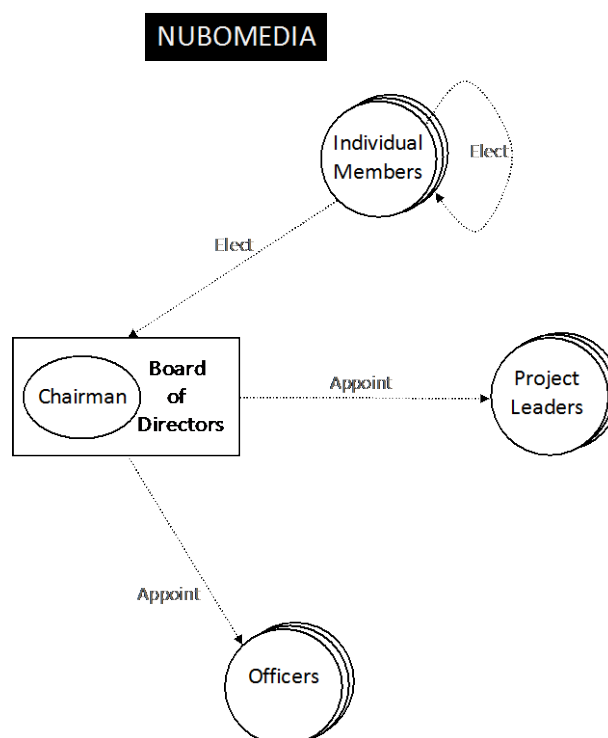 NUBOMEDIA
Individual
Members
Elect
Elect
Chairman
Board
of
Directors
Appoint
Project
Leaders
Appoint
Officers